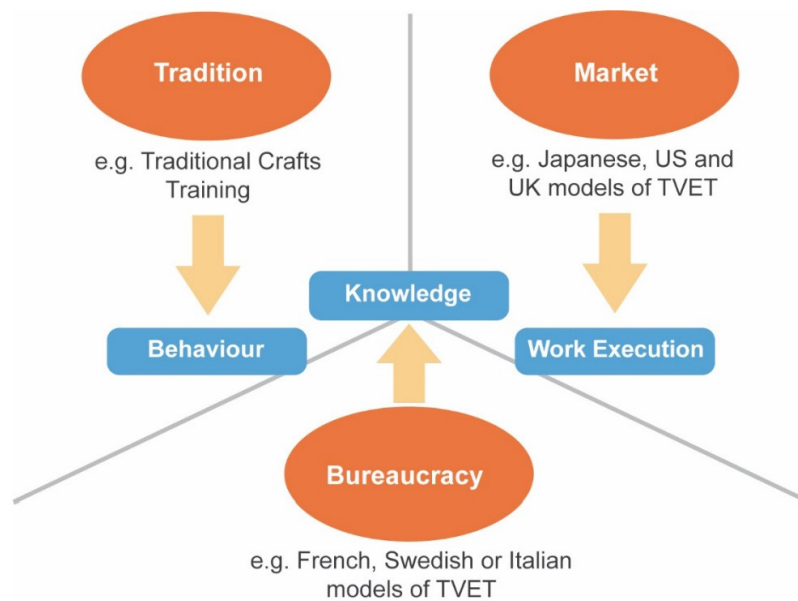 Tradition
e.g. Traditional Crafts
Training
Behaviour
Market
e.g. Japanese, US and
UK models of TVET
Work Execution
Knowledge
Bureaucracy
e.g. French, Swedish or Italian
models of TVET